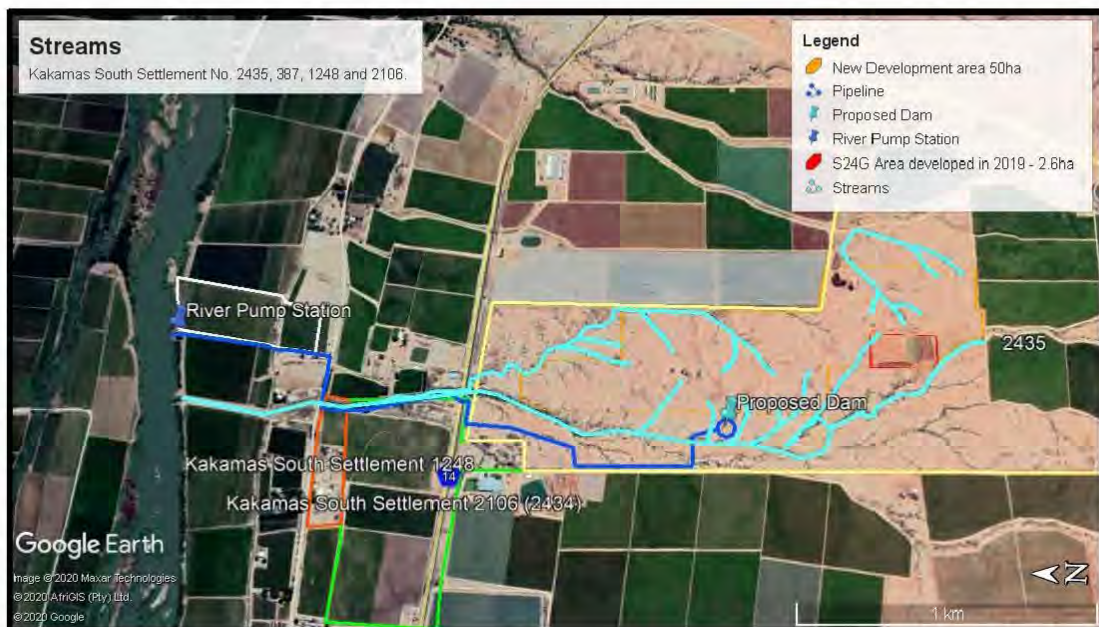 Streams
Kakamas South Settlement No. 2435, 387, 1248 and 2106.
Legend
New Development area 50ha
Pipeline
Proposed Dam
River Pump Station
S24G Area developed in 2019 - 2.6ha
Streams
River Pump Station
2435
Proposed Dam
Kakamas South Settlement 1248
14
Kakamas South Settlement 2106 (2434)
Google Earth
Image © 2020 Maxar Technologies
© 2020 AfriGIS (Pty) Ltd.
© 2020 Google
N
1 km